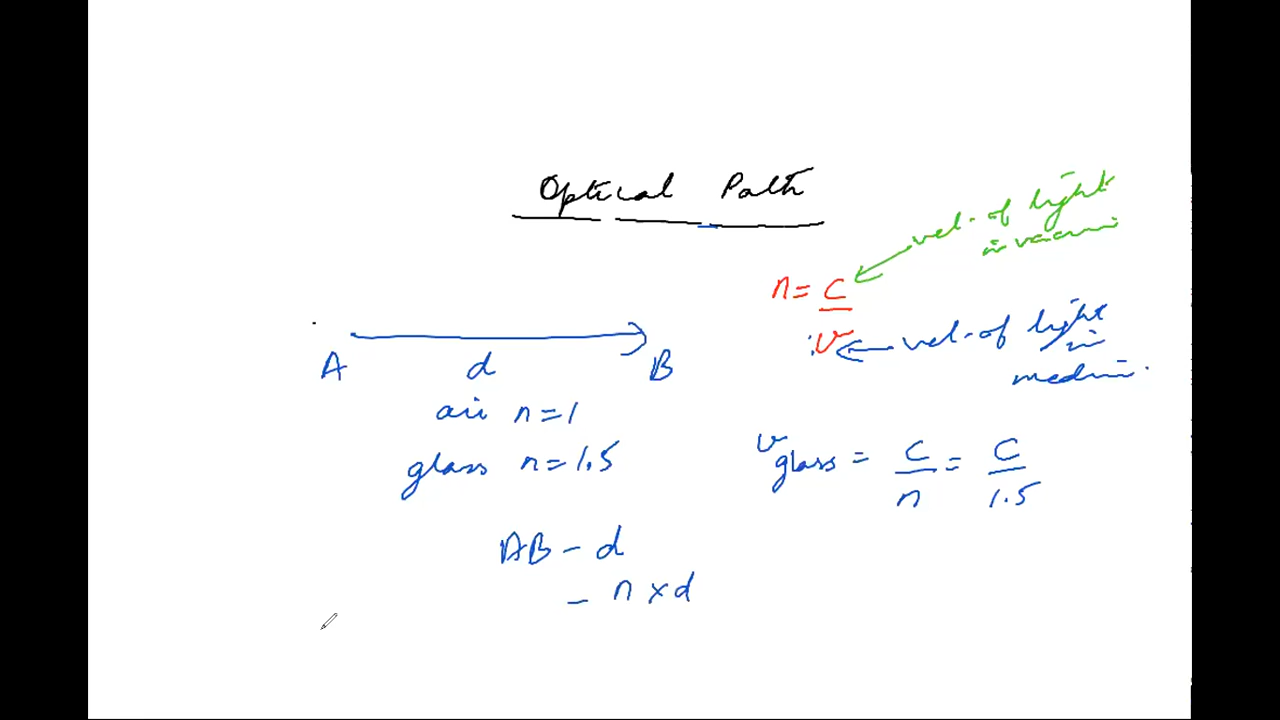 Optical Path
vel. of light
in vacuum
n = C
v
vel. of light
in
medium.
A d B
air n = 1
glass n = 1.5
v glass = C/n = C/1.5
AB - d
- n x d